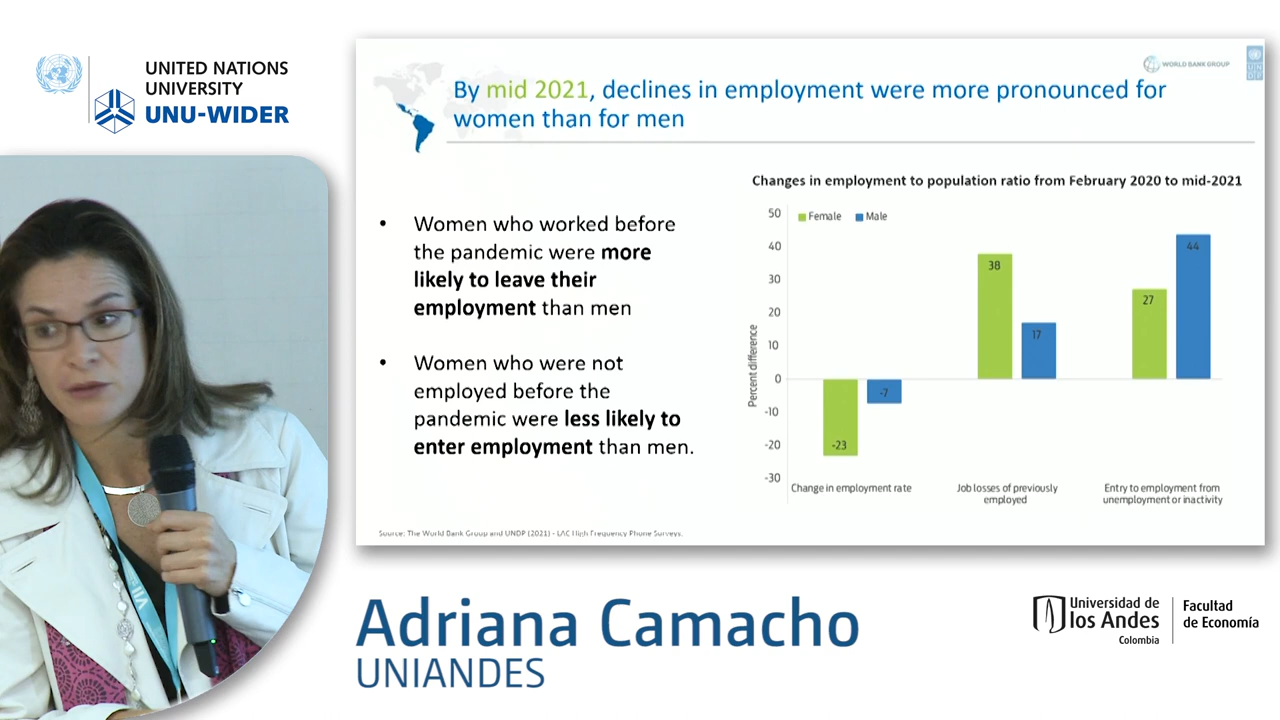 UNITED NATIONS
UNIVERSITY
UNU-WIDER
WORLD BANK GROUP
UN
DP
By mid 2021, declines in employment were more pronounced for
women than for men
• Women who worked before
the pandemic were more
likely to leave their
employment than men
• Women who were not
employed before the
pandemic were less likely to
enter employment than men.
Source: The World Bank Group and UNDP (2021) - LAC High Frequency Phone Surveys.
Changes in employment to population ratio from February 2020 to mid-2021
Female Male
Percent difference
50
40
30
20
10
0
-10
-20
-30
-23
-7
38
17
27
44
Change in employment rate
Job losses of previously
employed
Entry to employment from
unemployment or inactivity
VII
Adriana Camacho
UNIANDES
Universidad de
los Andes
Colombia
Facultad
de Economía